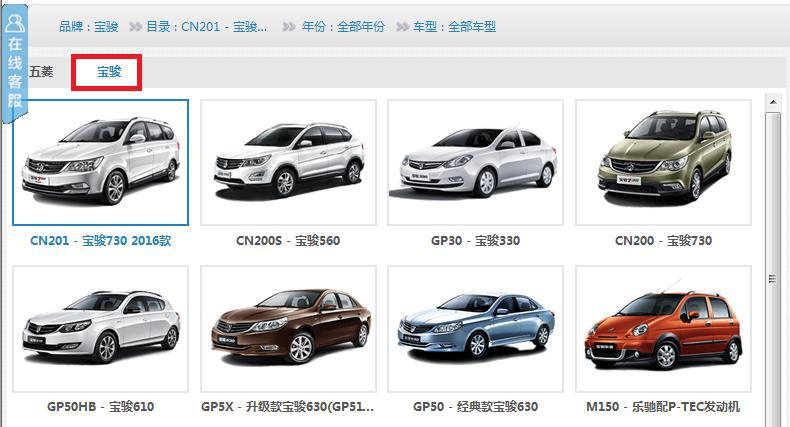 品牌 : 宝骏 目录 : CN201 - 宝骏... 年份 : 全部年份 车型 : 全部车型
在线客服
五菱 宝骏
CN201 - 宝骏730 2016款 CN200S - 宝骏560 GP30 - 宝骏330 CN200 - 宝骏730
GP50HB - 宝骏610 GP5X - 升级款宝骏630(GP51... GP50 - 经典款宝骏630 M150 - 乐驰配P-TEC发动机